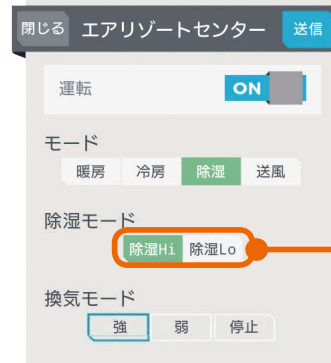 閉じる エアリゾートセンター 送信
運転 ON
モード
暖房 冷房 除湿 送風
除湿モード
除湿Hi 除湿Lo
換気モード
強 弱 停止